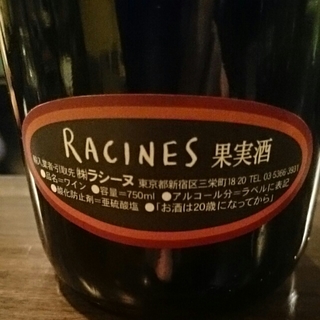 RACINES 果実酒
輸入業者・引取先 ㈱ラシーヌ 東京都新宿区三栄町18 20 TEL 03 5366 3931
●品名=ワイン ●容量=750ml ●アルコール分=ラベルに表記
●酸化防止剤=亜硫酸塩 ●「お酒は20歳になってから」